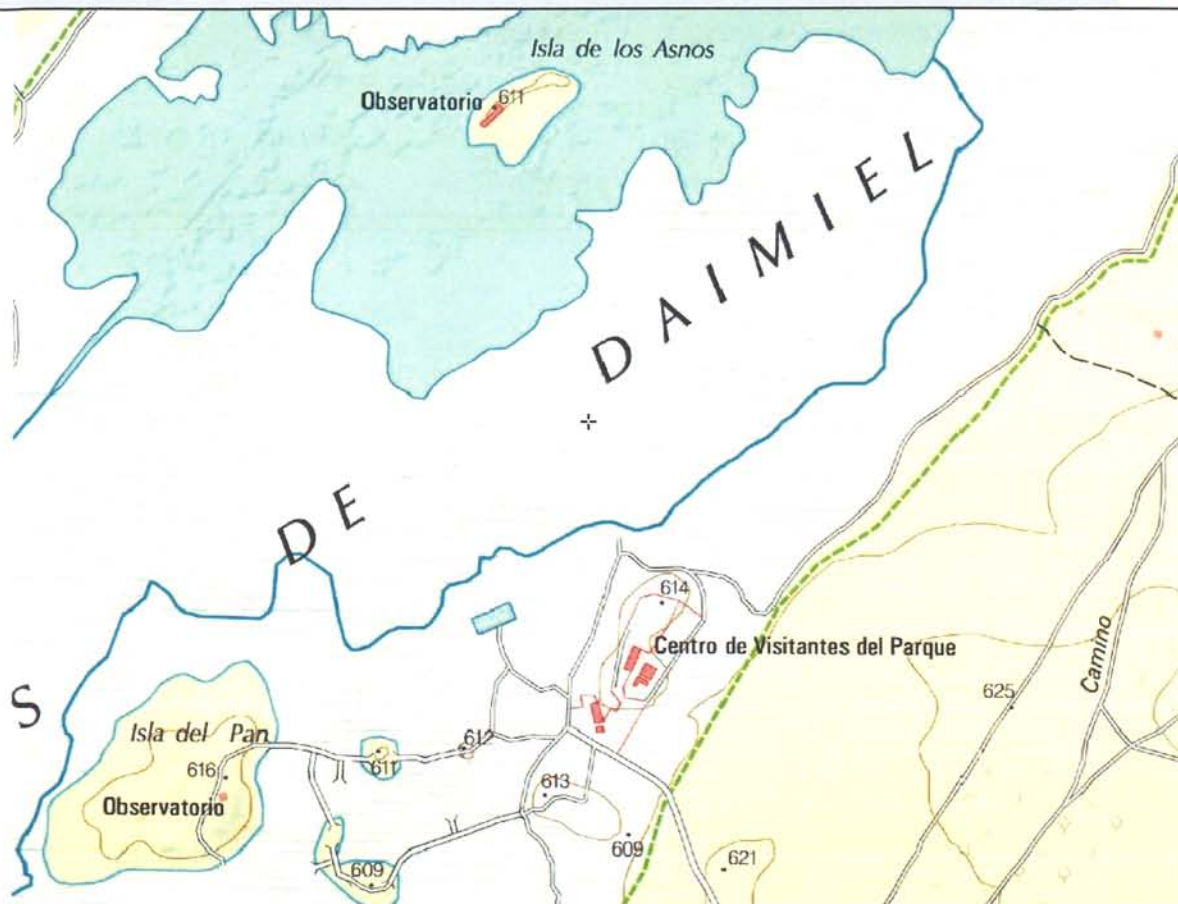 Isla de los Asnos
Observatorio
611
DE DAIMIEL
614
Centro de Visitantes del Parque
625
Camino
S
Isla del Pan
612
611
616
613
Observatorio
609
609
621